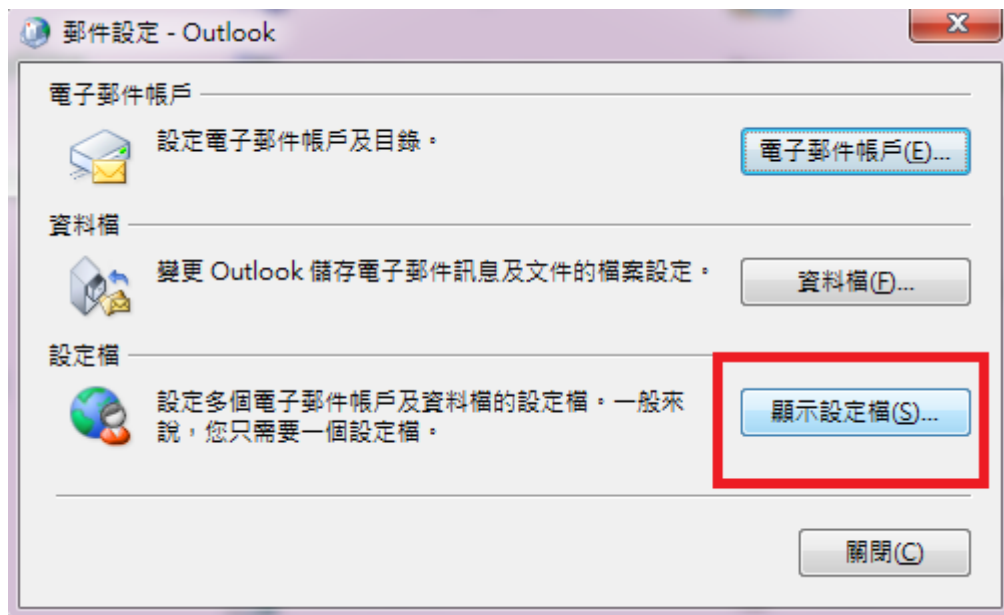 郵件設定 - Outlook
電子郵件帳戶
設定電子郵件帳戶及目錄。
電子郵件帳戶(E)...
資料檔
變更 Outlook 儲存電子郵件訊息及文件的檔案設定。
資料檔(F)...
設定檔
設定多個電子郵件帳戶及資料檔的設定檔。一般來
說，您只需要一個設定檔。
顯示設定檔(S)...
關閉(C)